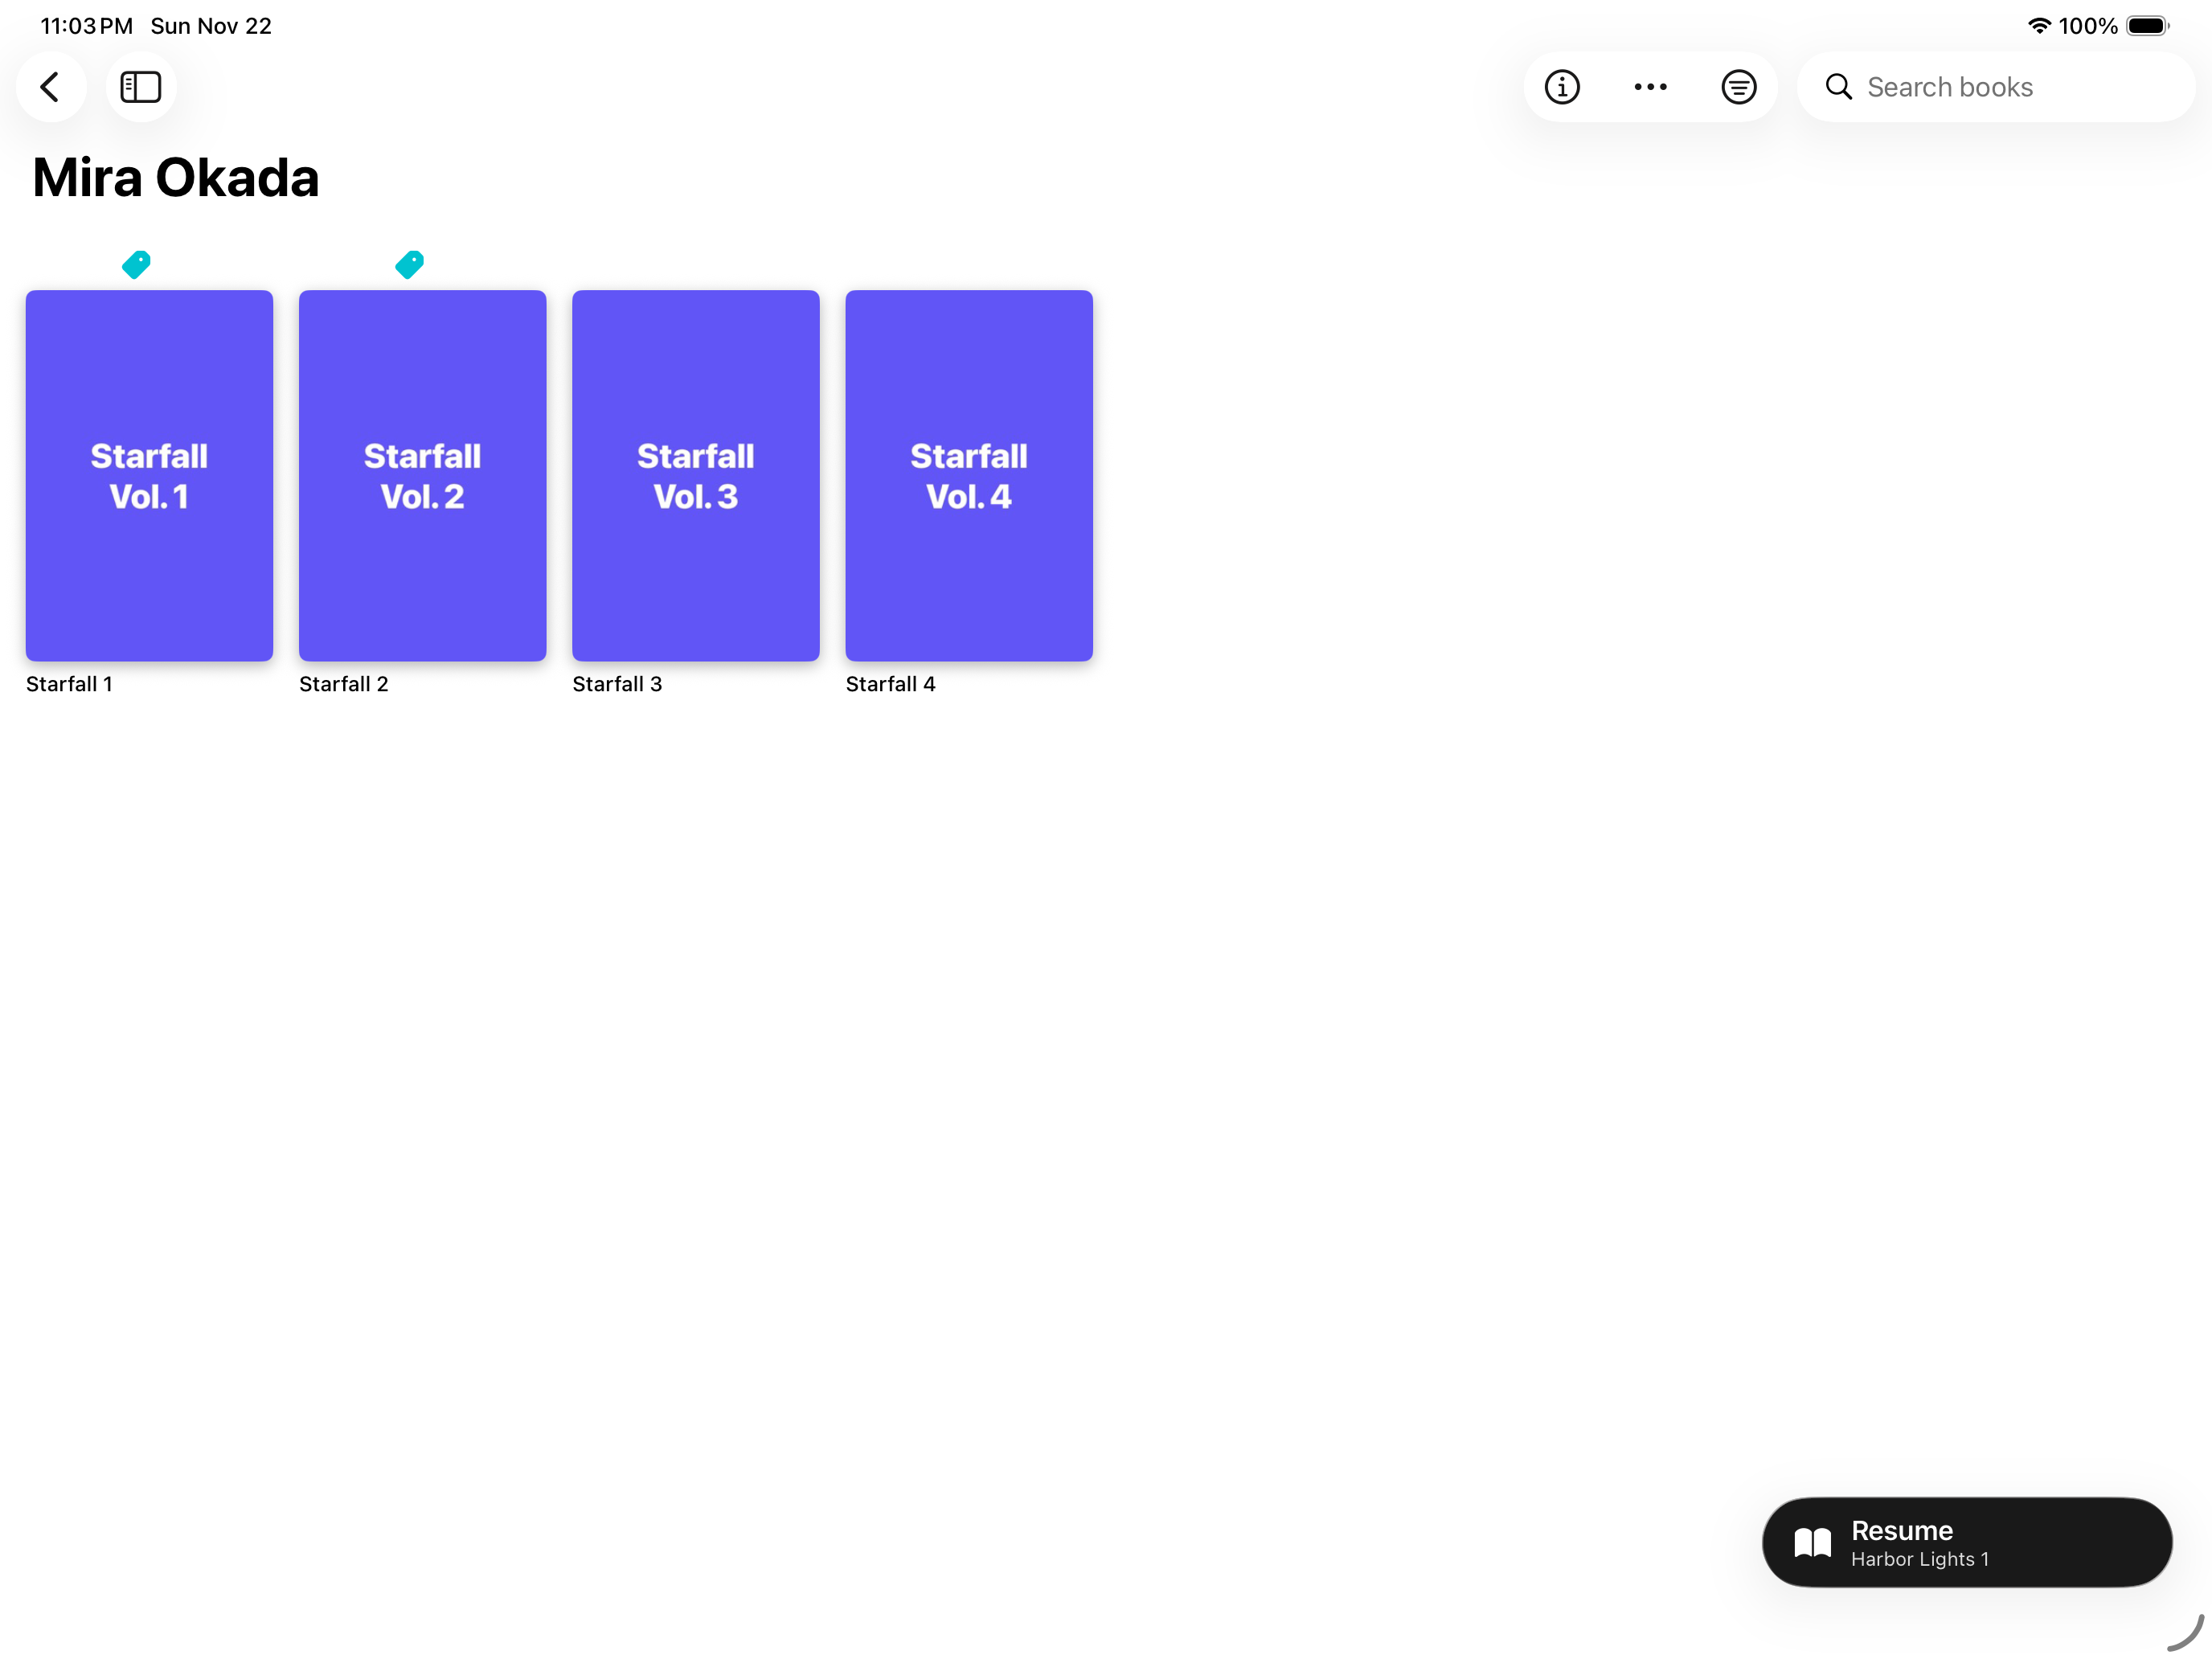 11:03 PM Sun Nov 22
100%
Search books
Mira Okada
Starfall
Vol. 1
Starfall
Vol. 2
Starfall
Vol. 3
Starfall
Vol. 4
Starfall 1
Starfall 2
Starfall 3
Starfall 4
Resume
Harbor Lights 1